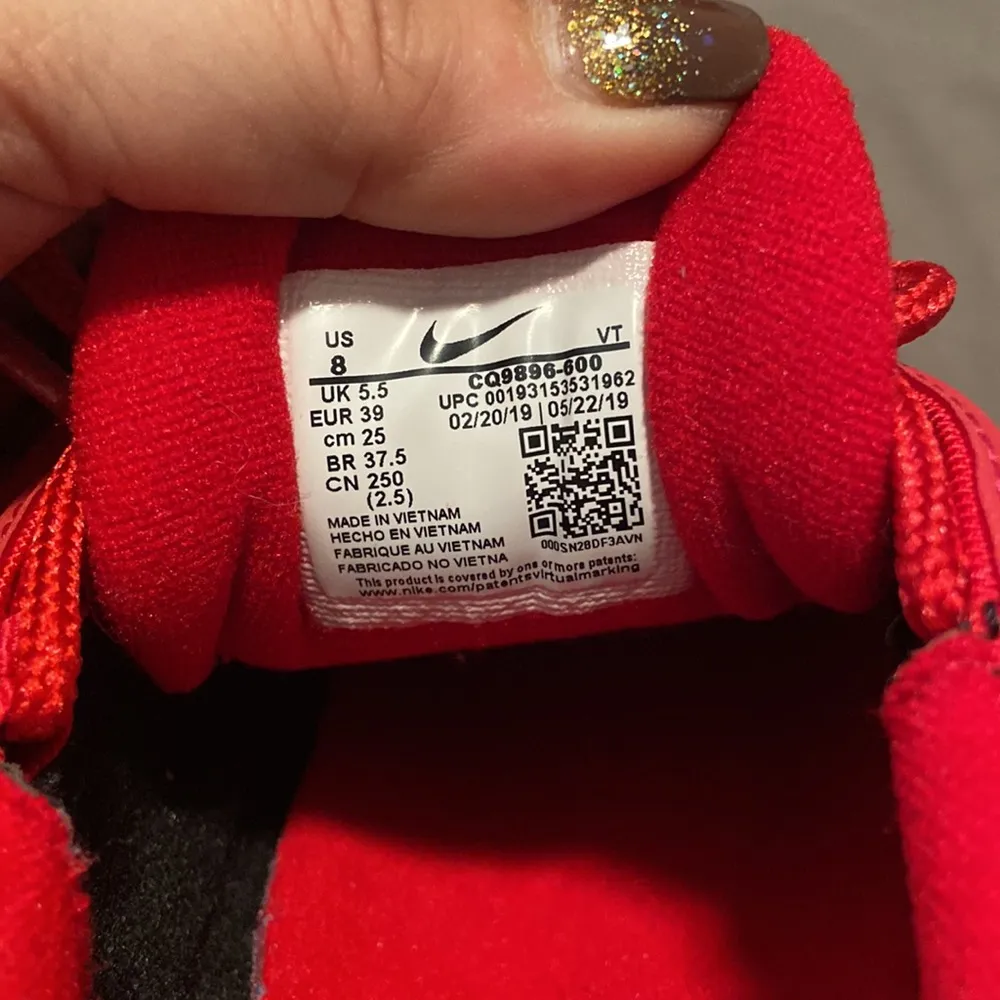 US
8
VT
CQ9896-600
UPC 00193153531962
02/20/19 | 05/22/19
UK 5.5
EUR 39
cm 25
BR 37.5
CN 250
(2.5)
000SN28DF3AVN
MADE IN VIETNAM
HECHO EN VIETNAM
FABRIQUE AU VIETNAM
FABRICADO NO VIETNA
This product is covered by one or more patents:
www.nike.com/patentsvirtualmarking